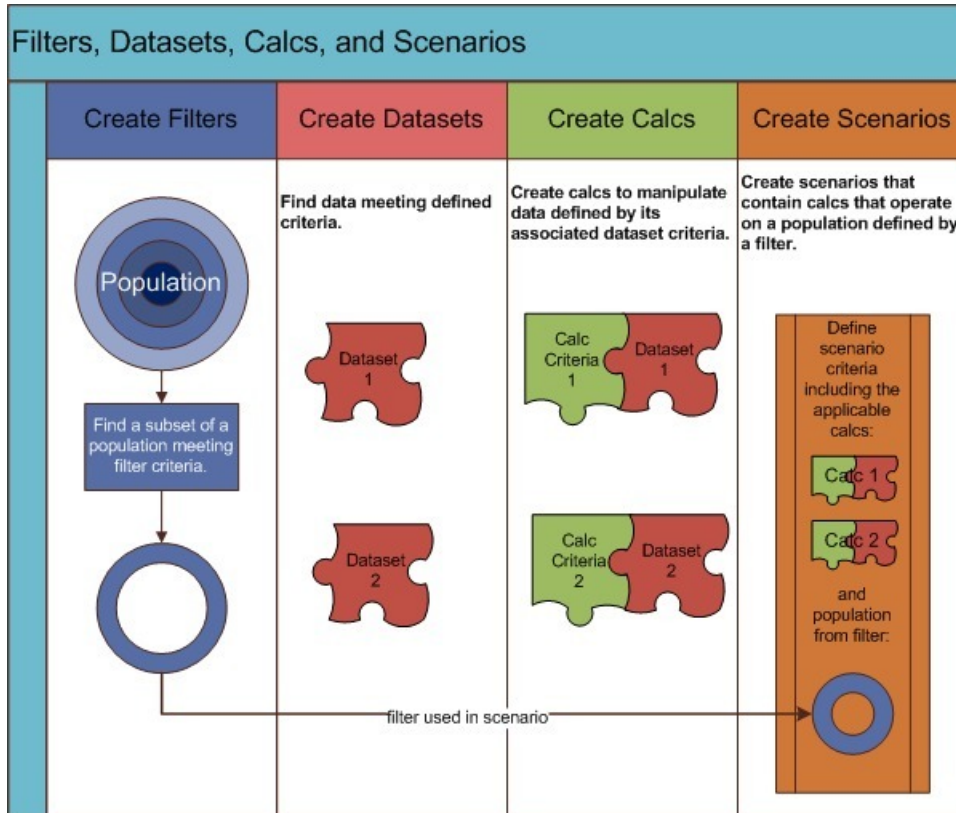 Filters, Datasets, Calcs, and Scenarios
Create Filters
Create Datasets
Create Calcs
Create Scenarios
Population
Find a subset of a
population meeting
filter criteria.
Find data meeting defined
criteria.
Dataset
1
Dataset
2
Create calcs to manipulate
data defined by its
associated dataset criteria.
Calc
Criteria
1
Dataset
1
Calc
Criteria
2
Dataset
2
Create scenarios that
contain calcs that operate
on a population defined by
a filter.
Define
scenario
criteria
including the
applicable
calcs:
Calc 1
Calc 2
and
population
from filter:
filter used in scenario